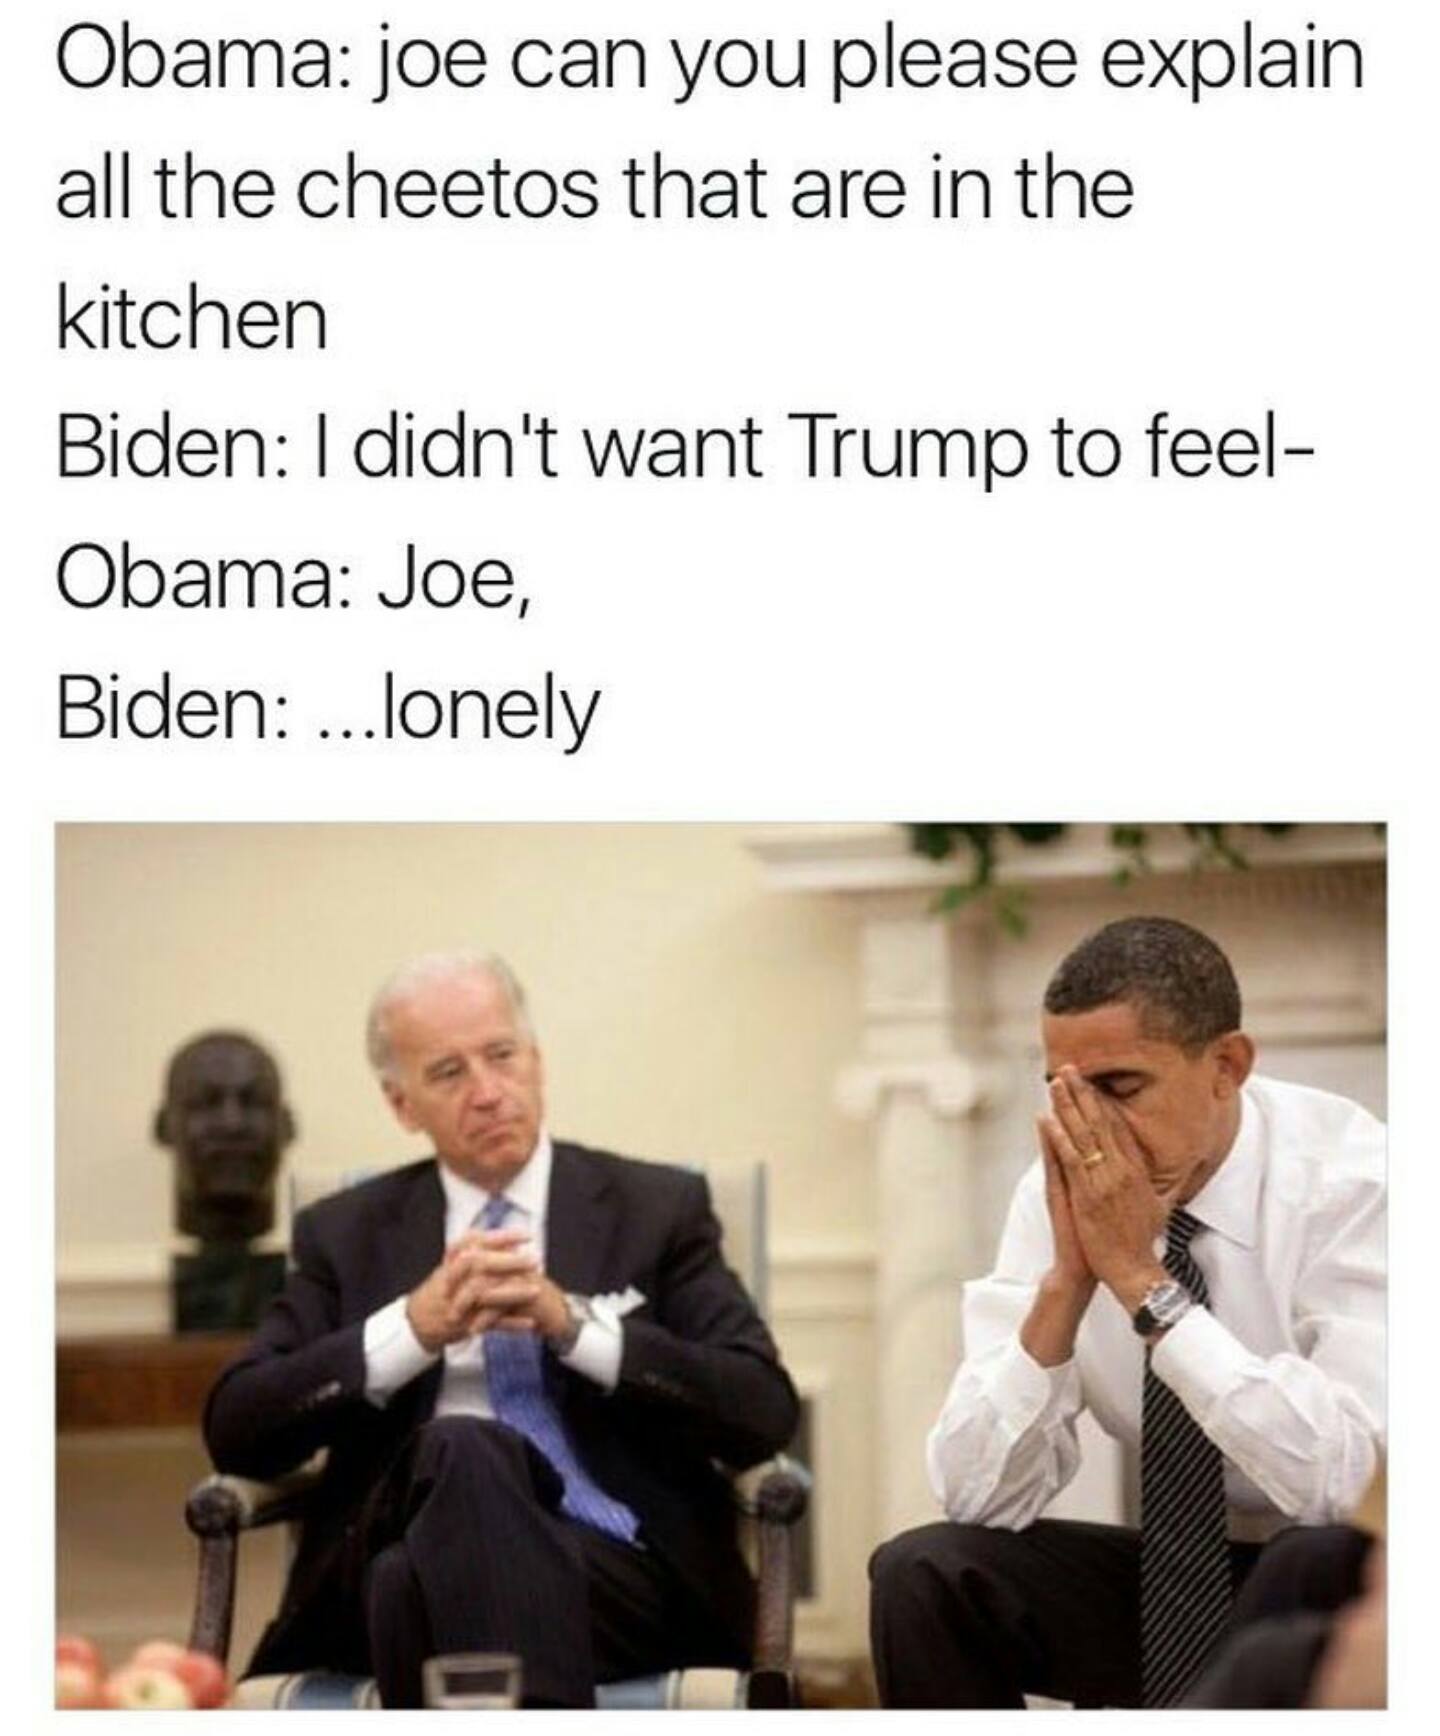 Obama: joe can you please explain
all the cheetos that are in the
kitchen
Biden: I didn't want Trump to feel-
Obama: Joe,
Biden: ...lonely